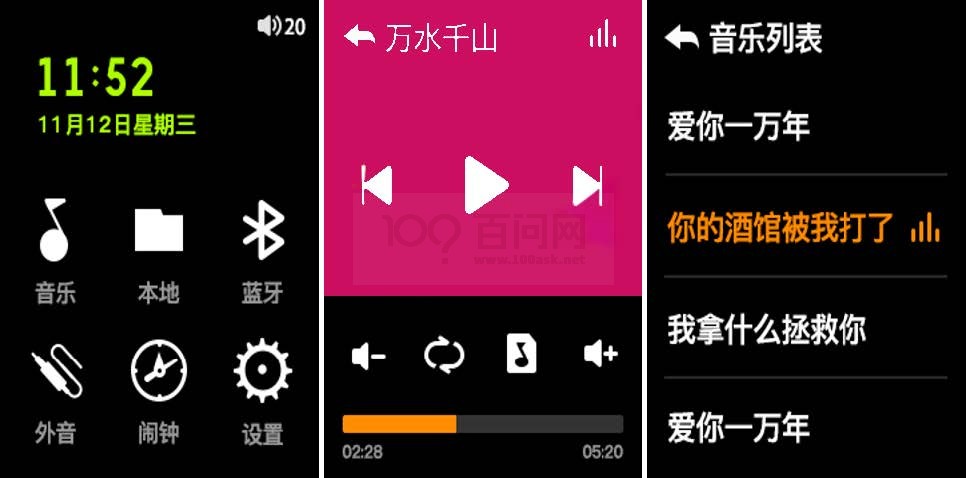 20
11:52
11月12日星期三
音乐 本地 蓝牙
外音 闹钟 设置
万水千山
100?百问网
www.100ask.net
02:28 05:20
音乐列表
爱你一万年
你的酒馆被我打了
我拿什么拯救你
爱你一万年